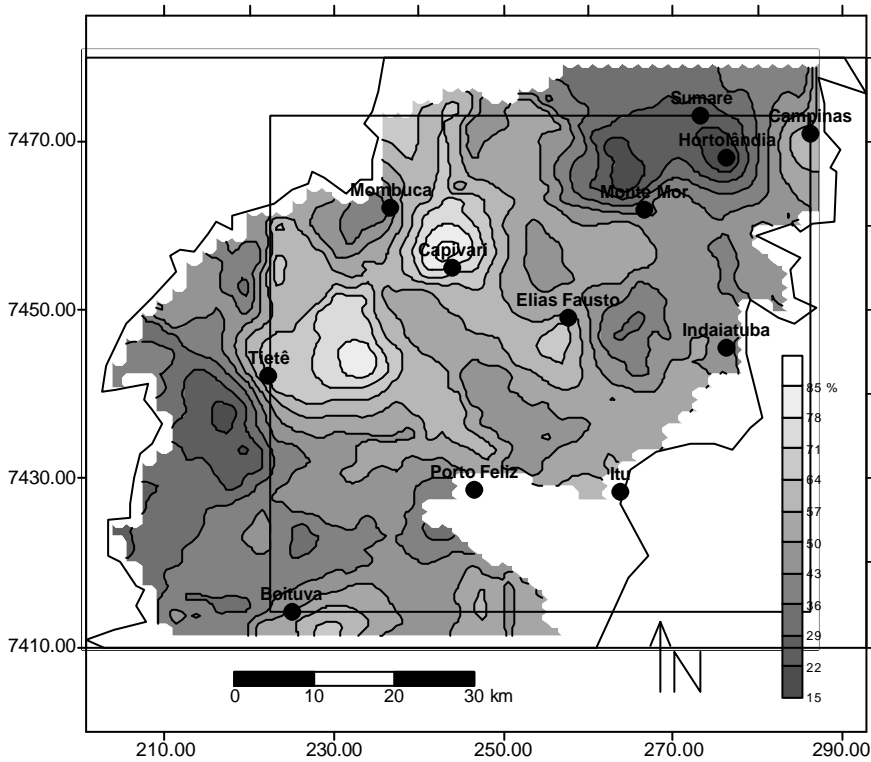 Sumaré
Campinas
7470.00
Hortolândia
Mombuca
Monte Mor
Capivari
7450.00
Elias Fausto
Indaiatuba
Tietê
85 %
78
71
7430.00
Porto Feliz
Itu
64
57
50
43
Boituva
36
29
7410.00
22
15
N
0 10 20 30 km
210.00 230.00 250.00 270.00 290.00